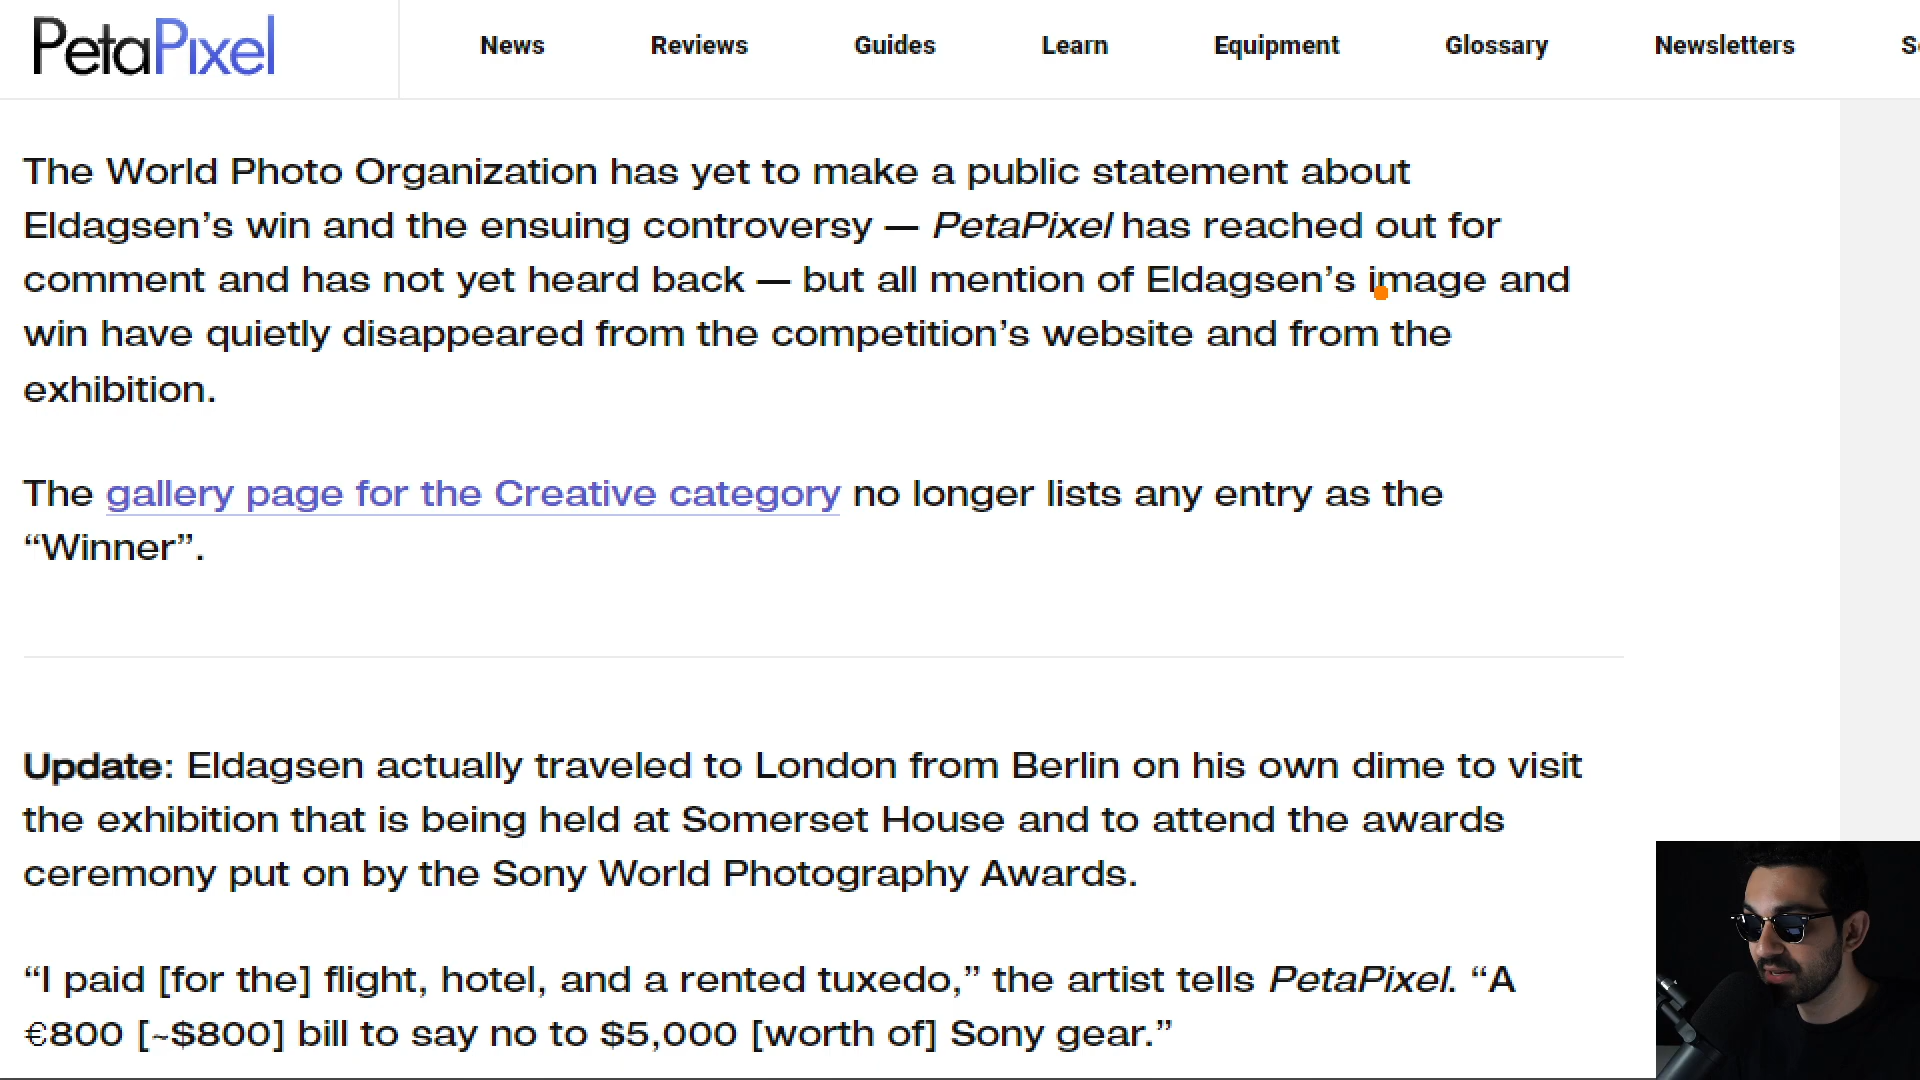 PetaPixel
News Reviews Guides Learn Equipment Glossary Newsletters
The World Photo Organization has yet to make a public statement about
Eldagsen’s win and the ensuing controversy — PetaPixel has reached out for
comment and has not yet heard back — but all mention of Eldagsen’s image and
win have quietly disappeared from the competition’s website and from the
exhibition.
The gallery page for the Creative category no longer lists any entry as the
“Winner”.
Update: Eldagsen actually traveled to London from Berlin on his own dime to visit
the exhibition that is being held at Somerset House and to attend the awards
ceremony put on by the Sony World Photography Awards.
“I paid [for the] flight, hotel, and a rented tuxedo,” the artist tells PetaPixel. “A
€800 [~$800] bill to say no to $5,000 [worth of] Sony gear.”